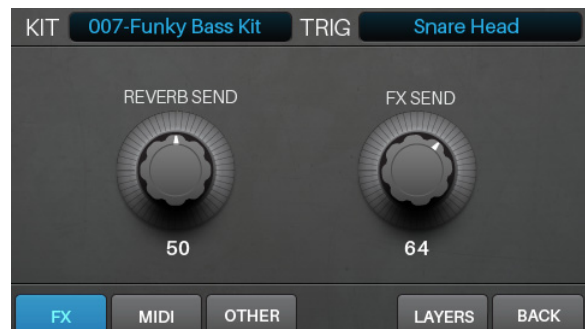 KIT 007-Funky Bass Kit TRIG Snare Head
REVERB SEND FX SEND
50 64
FX MIDI OTHER LAYERS BACK